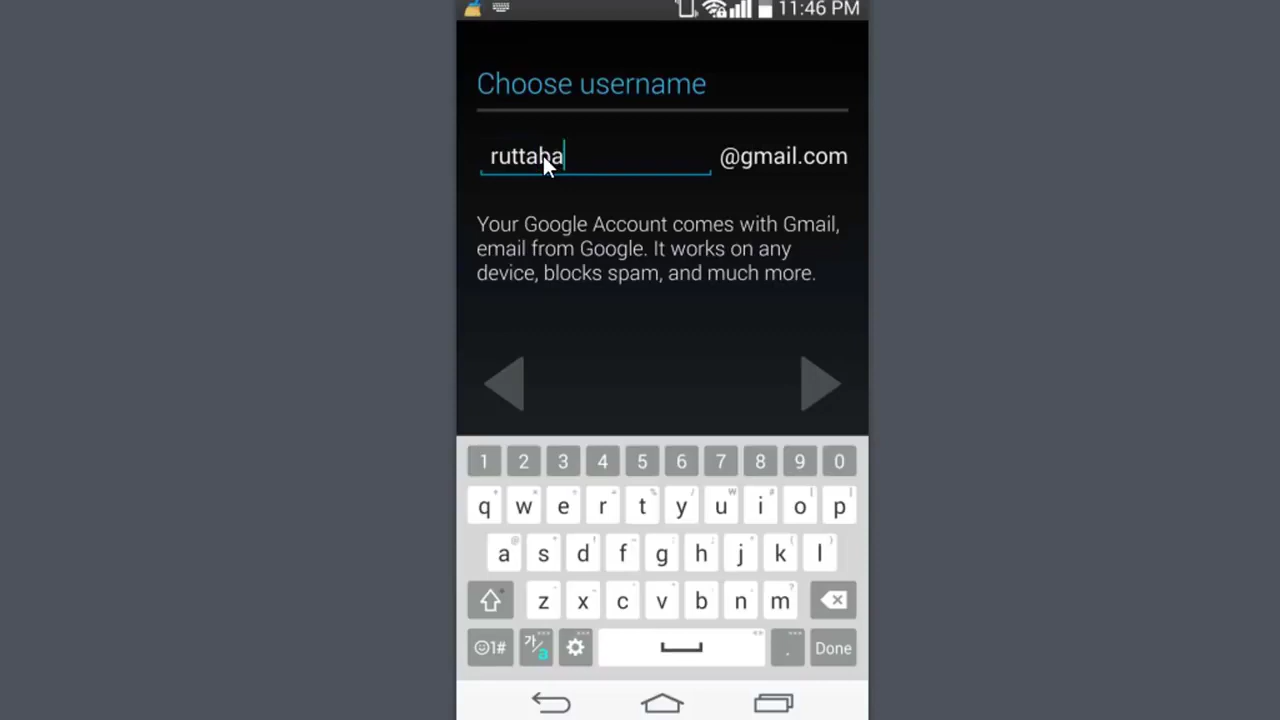 11:46 PM
Choose username
ruttaba
@gmail.com
Your Google Account comes with Gmail,
email from Google. It works on any
device, blocks spam, and much more.
1 2 3 4 5 6 7 8 9 0
q w e r t y u i o p
a s d f g h j k l
z x c v b n m
1# 가/a . Done